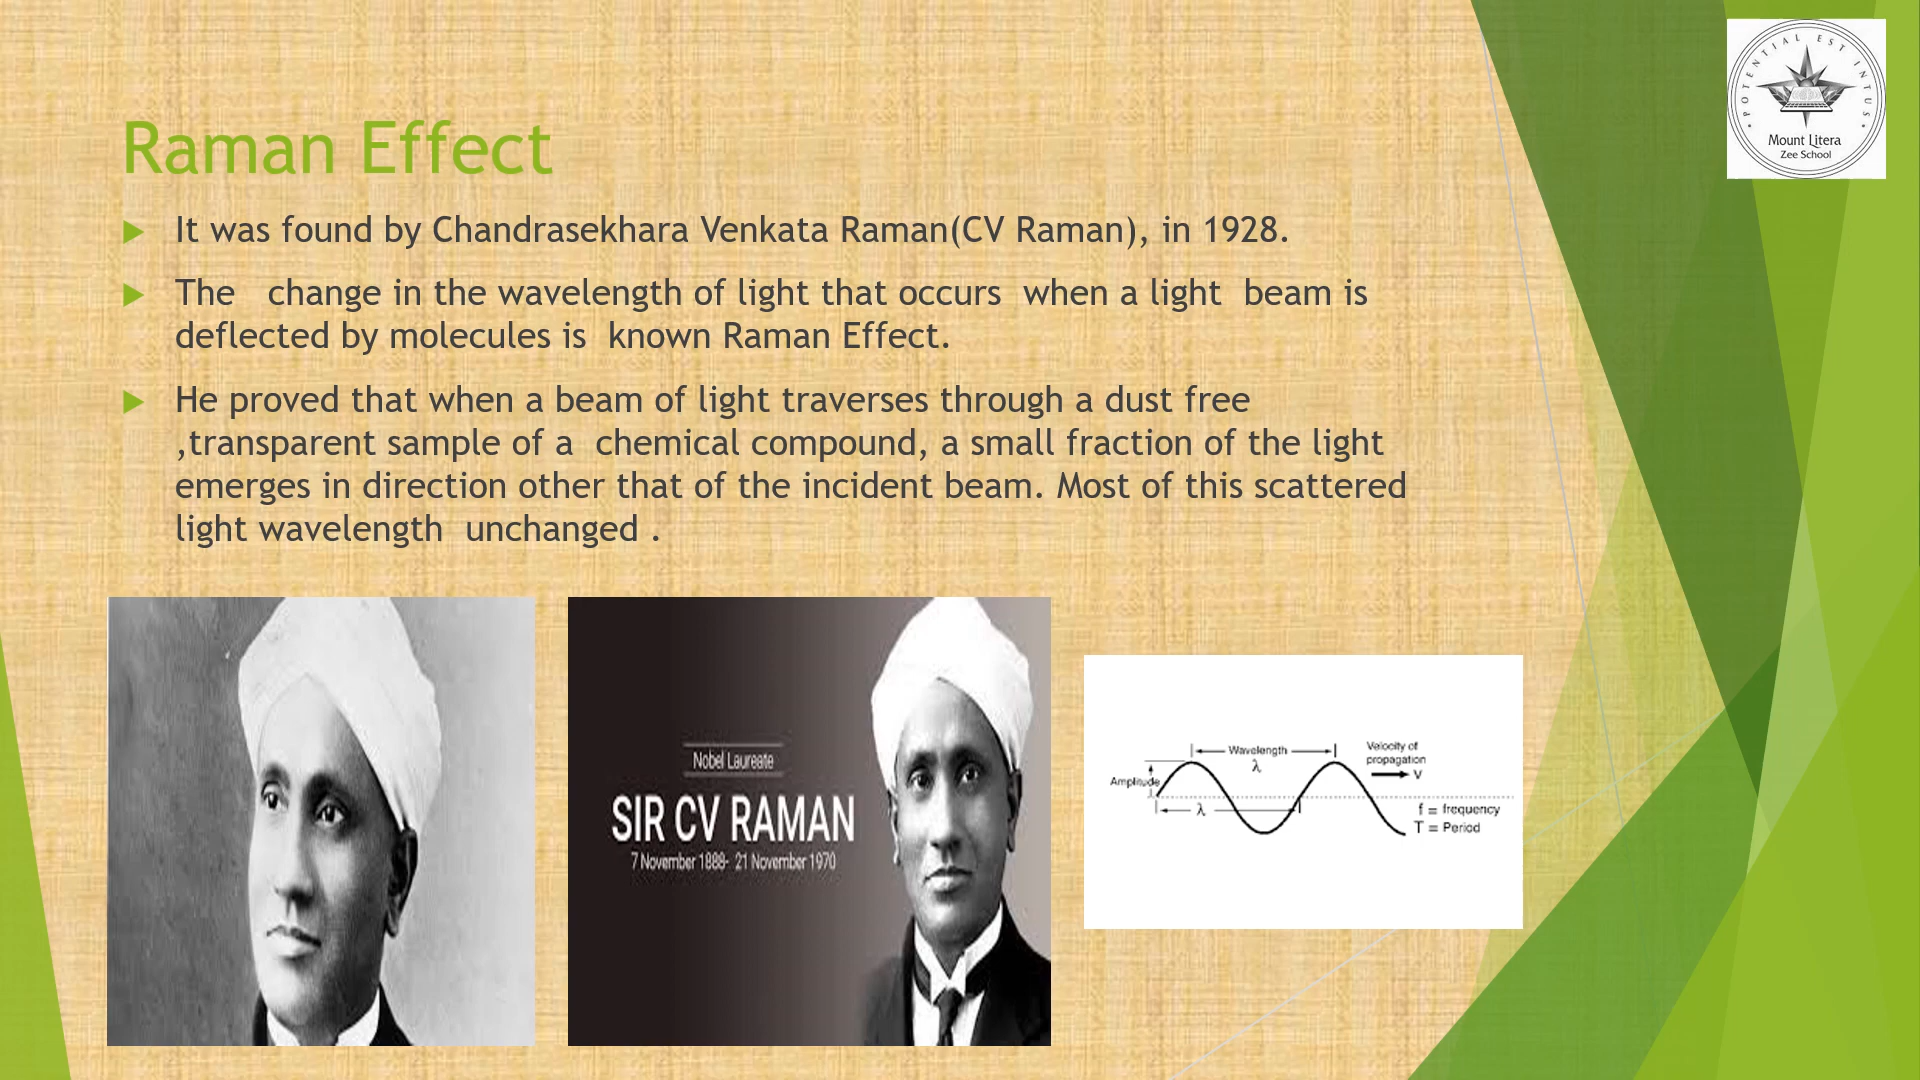 POTENTIAL EST INTUS
Mount Litera
Zee School
Raman Effect
It was found by Chandrasekhara Venkata Raman(CV Raman), in 1928.
The change in the wavelength of light that occurs when a light beam is
deflected by molecules is known Raman Effect.
He proved that when a beam of light traverses through a dust free
,transparent sample of a chemical compound, a small fraction of the light
emerges in direction other that of the incident beam. Most of this scattered
light wavelength unchanged .
Nobel Laureate
SIR CV RAMAN
7 November 1888- 21 November 1970
Wavelength
λ
Velocity of
propagation
V
Amplitude
λ
f = frequency
T = Period